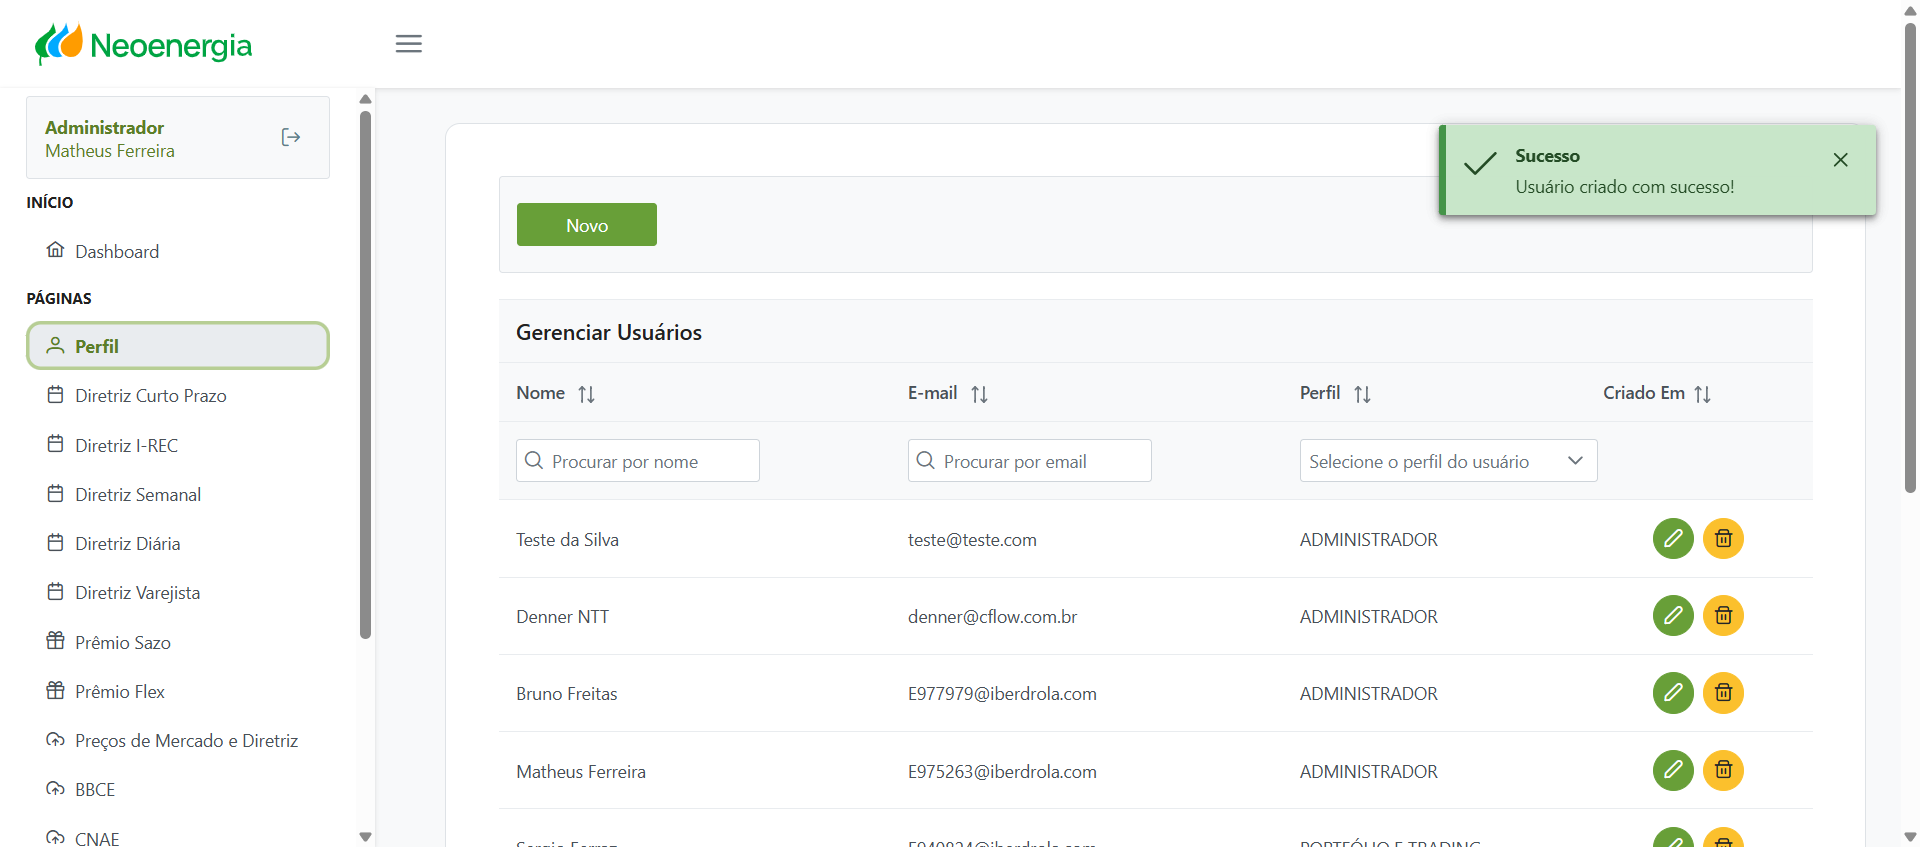 Neoenergia
Administrador
Matheus Ferreira
INÍCIO
Dashboard
PÁGINAS
Perfil
Diretriz Curto Prazo
Diretriz I-REC
Diretriz Semanal
Diretriz Diária
Diretriz Varejista
Prêmio Sazo
Prêmio Flex
Preços de Mercado e Diretriz
BBCE
CNAE
Sucesso
Usuário criado com sucesso!
Novo
Gerenciar Usuários
Nome E-mail Perfil Criado Em
Procurar por nome Procurar por email Selecione o perfil do usuário
Teste da Silva teste@teste.com ADMINISTRADOR
Denner NTT denner@cflow.com.br ADMINISTRADOR
Bruno Freitas E977979@iberdrola.com ADMINISTRADOR
Matheus Ferreira E975263@iberdrola.com ADMINISTRADOR